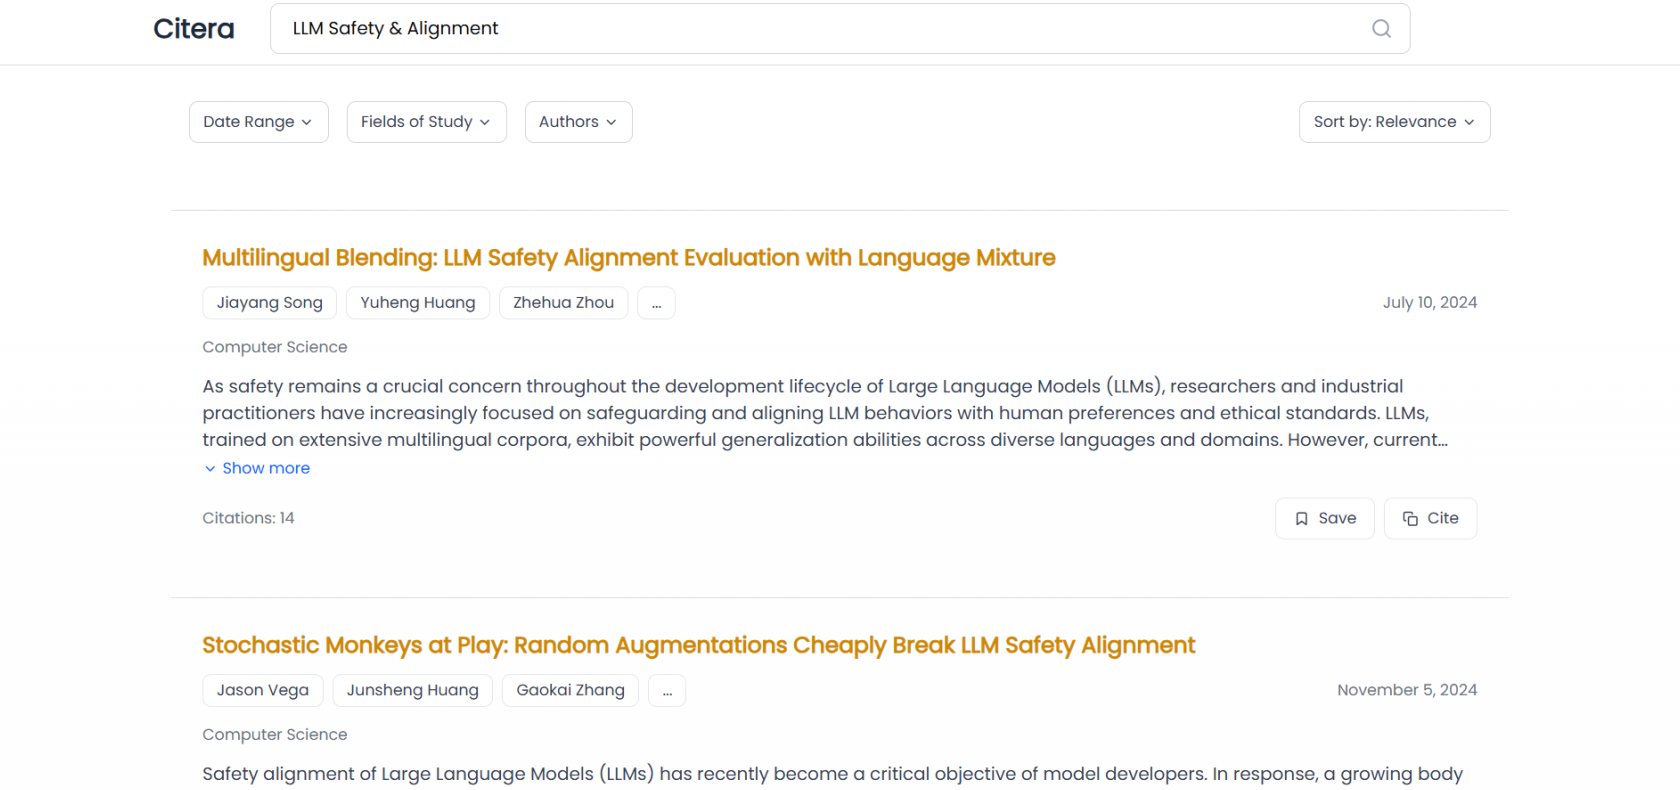 Citera
LLM Safety & Alignment
Date Range
Fields of Study
Authors
Sort by: Relevance
Multilingual Blending: LLM Safety Alignment Evaluation with Language Mixture
Jiayang Song
Yuheng Huang
Zhehua Zhou
...
July 10, 2024
Computer Science
As safety remains a crucial concern throughout the development lifecycle of Large Language Models (LLMs), researchers and industrial
practitioners have increasingly focused on safeguarding and aligning LLM behaviors with human preferences and ethical standards. LLMs,
trained on extensive multilingual corpora, exhibit powerful generalization abilities across diverse languages and domains. However, current...
Show more
Citations: 14
Save
Cite
Stochastic Monkeys at Play: Random Augmentations Cheaply Break LLM Safety Alignment
Jason Vega
Junsheng Huang
Gaokai Zhang
...
November 5, 2024
Computer Science
Safety alignment of Large Language Models (LLMs) has recently become a critical objective of model developers. In response, a growing body